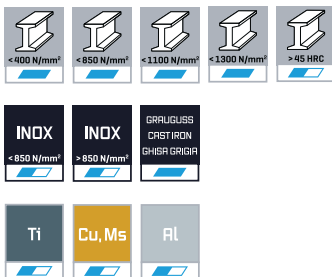 <400 N/mm² <850 N/mm² <1100 N/mm² <1300 N/mm² >45 HRC
INOX INOX GRAUGUSS
CAST IRON
GHISA GRIGIA
<850 N/mm² >850 N/mm²
Ti Cu, Ms Al